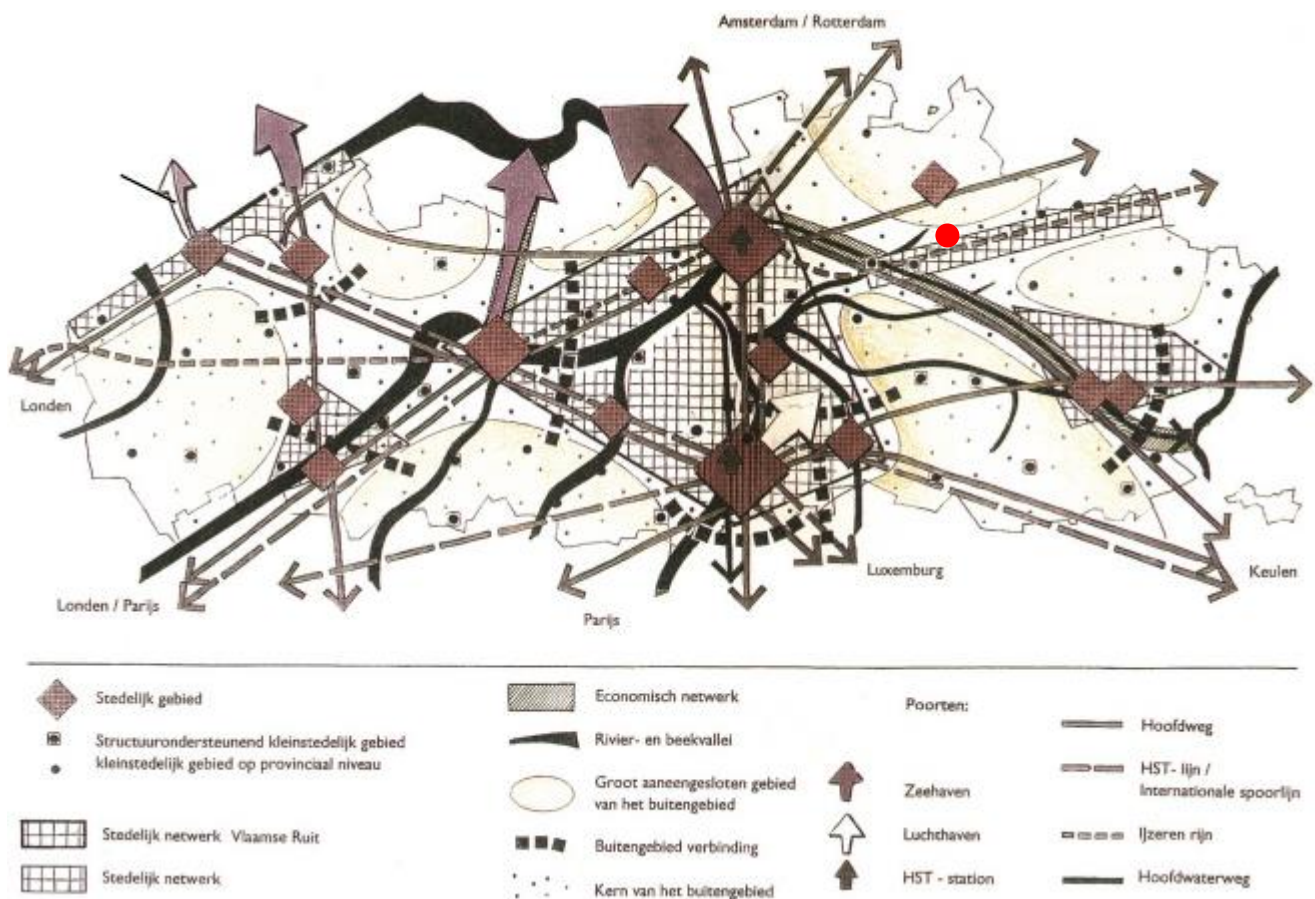 Amsterdam / Rotterdam
Londen
Londen / Parijs
Parijs
Luxemburg
Keulen
Stedelijk gebied
Structuurondersteunend kleinstedelijk gebied
kleinstedelijk gebied op provinciaal niveau
Stedelijk netwerk Vlaamse Ruit
Stedelijk netwerk
Economisch netwerk
Rivier- en beekvallei
Groot aaneengesloten gebied
van het buitengebied
Buitengebied verbinding
Kern van het buitengebied
Poorten:
Zeehaven
Luchthaven
HST - station
Hoofdweg
HST- lijn /
Internationale spoorlijn
IJzeren rijn
Hoofdwaterweg